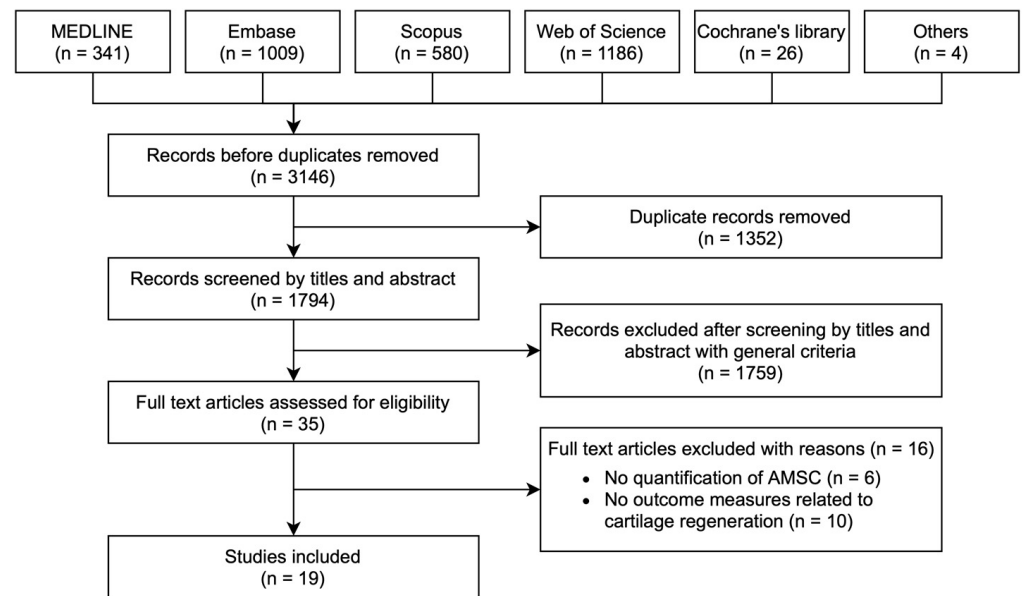 MEDLINE
(n = 341)
Embase
(n = 1009)
Scopus
(n = 580)
Web of Science
(n = 1186)
Cochrane's library
(n = 26)
Others
(n = 4)
Records before duplicates removed
(n = 3146)
Duplicate records removed
(n = 1352)
Records screened by titles and abstract
(n = 1794)
Records excluded after screening by titles and
abstract with general criteria
(n = 1759)
Full text articles assessed for eligibility
(n = 35)
Full text articles excluded with reasons (n = 16)
• No quantification of AMSC (n = 6)
• No outcome measures related to
cartilage regeneration (n = 10)
Studies included
(n = 19)